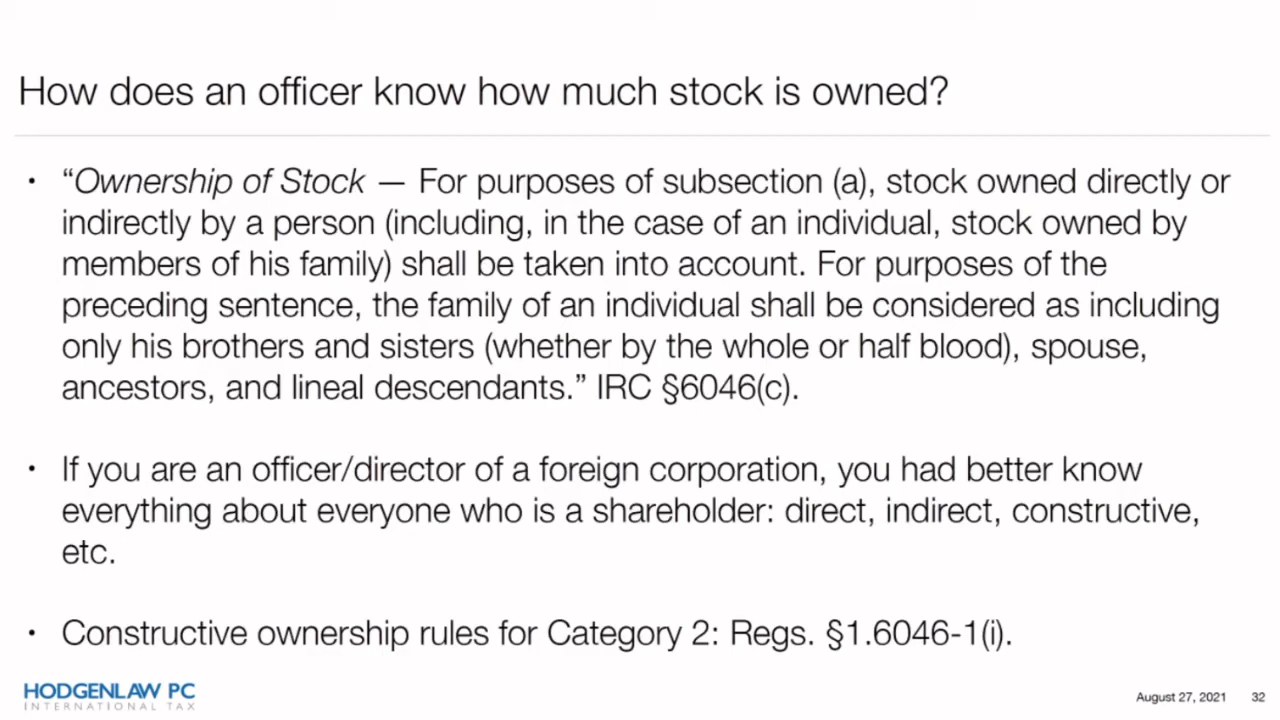 How does an officer know how much stock is owned?
• “Ownership of Stock — For purposes of subsection (a), stock owned directly or
indirectly by a person (including, in the case of an individual, stock owned by
members of his family) shall be taken into account. For purposes of the
preceding sentence, the family of an individual shall be considered as including
only his brothers and sisters (whether by the whole or half blood), spouse,
ancestors, and lineal descendants.” IRC §6046(c).
• If you are an officer/director of a foreign corporation, you had better know
everything about everyone who is a shareholder: direct, indirect, constructive,
etc.
• Constructive ownership rules for Category 2: Regs. §1.6046-1(i).
HODGENLAW PC
INTERNATIONAL TAX
August 27, 2021 32